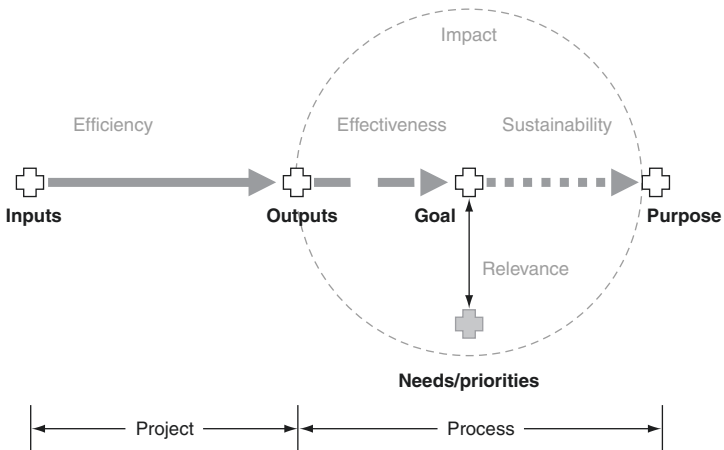 Impact
Efficiency
Effectiveness
Sustainability
Inputs
Outputs
Goal
Purpose
Relevance
Needs/priorities
Project
Process